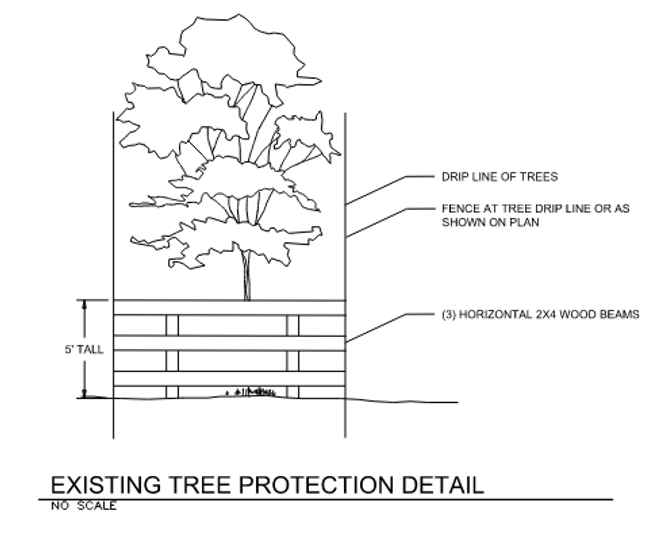 DRIP LINE OF TREES
FENCE AT TREE DRIP LINE OR AS
SHOWN ON PLAN
(3) HORIZONTAL 2X4 WOOD BEAMS
5' TALL
EXISTING TREE PROTECTION DETAIL
NO SCALE